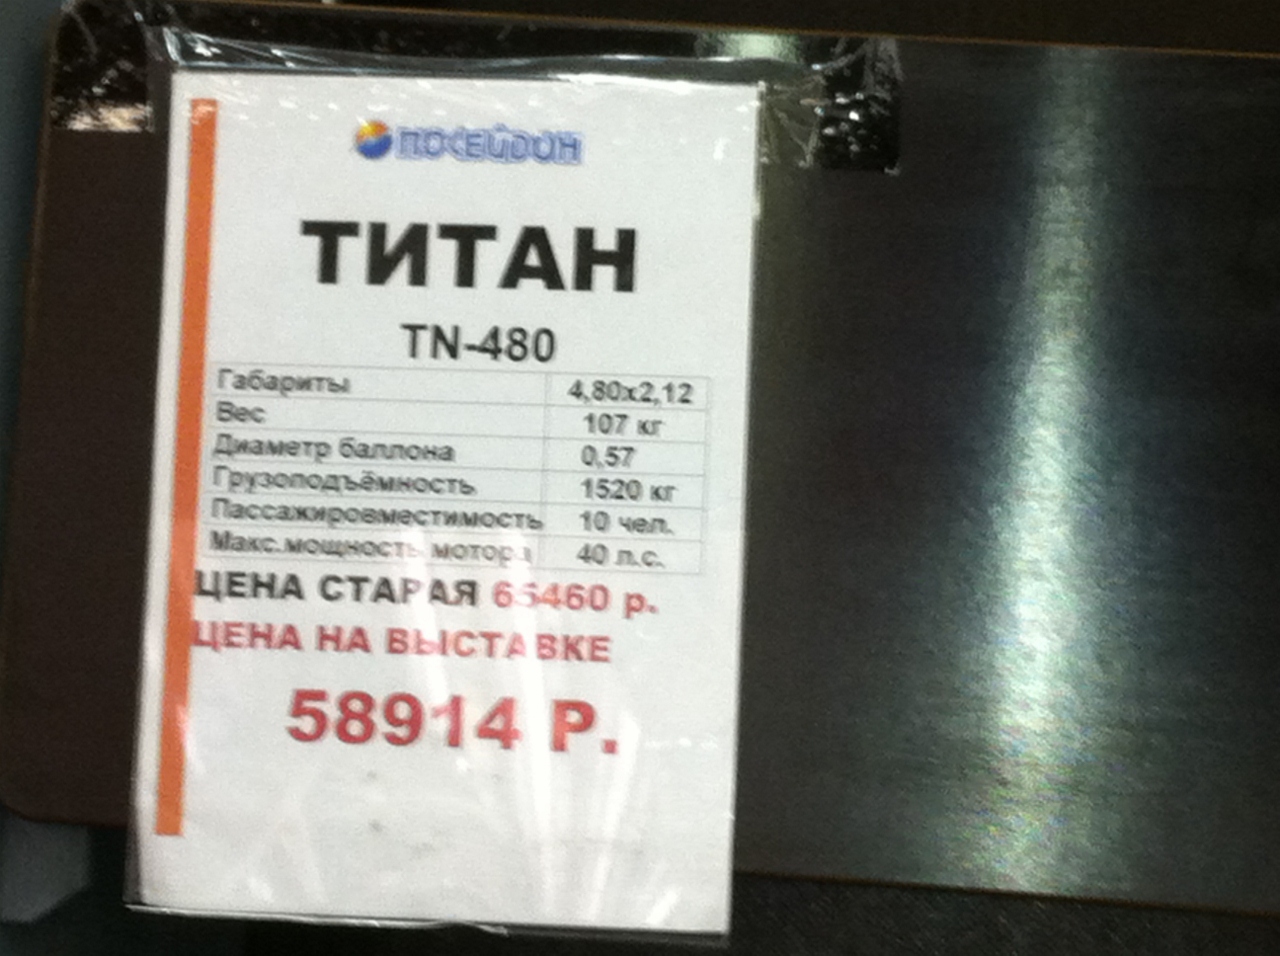 ПОСЕЙДОН
ТИТАН
TN-480
Габариты 4,80x2,12
Вес 107 кг
Диаметр баллона 0,57
Грузоподъёмность 1520 кг
Пассажировместимость 10 чел.
Макс.мощность мотора 40 л.с.
ЦЕНА СТАРАЯ 65460 р.
ЦЕНА НА ВЫСТАВКЕ
58914 Р.